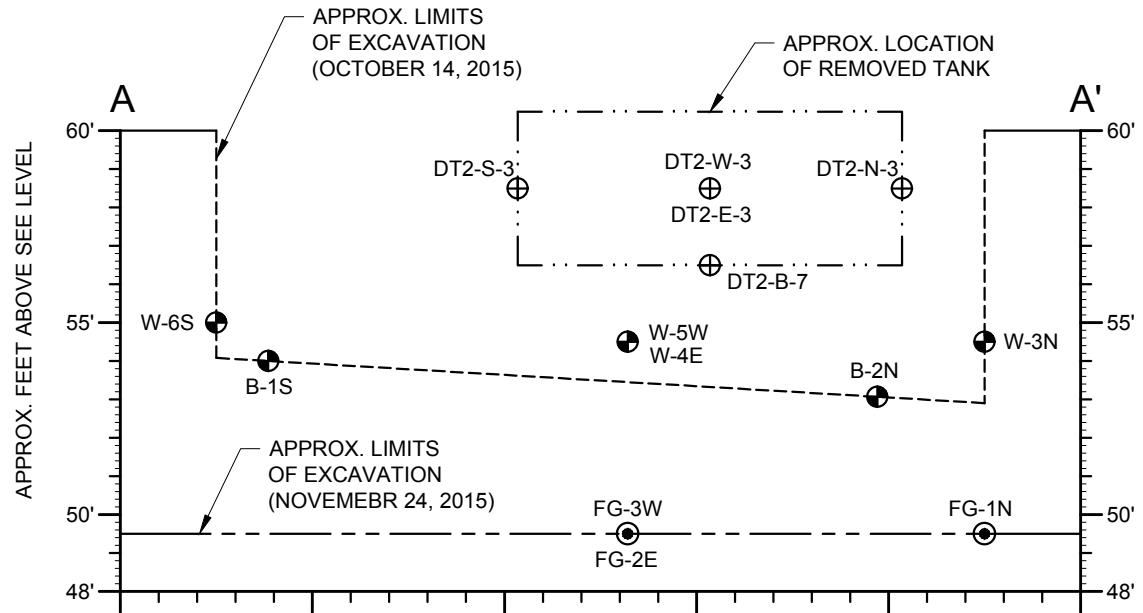 APPROX. LIMITS
OF EXCAVATION
(OCTOBER 14, 2015)
APPROX. LOCATION
OF REMOVED TANK
A
A'
60'
60'
DT2-S-3
DT2-W-3
DT2-N-3
DT2-E-3
DT2-B-7
APPROX. FEET ABOVE SEE LEVEL
55'
55'
W-6S
W-5W
W-4E
W-3N
B-1S
B-2N
APPROX. LIMITS
OF EXCAVATION
(NOVEMEBR 24, 2015)
50'
50'
FG-3W
FG-1N
FG-2E
48'
48'